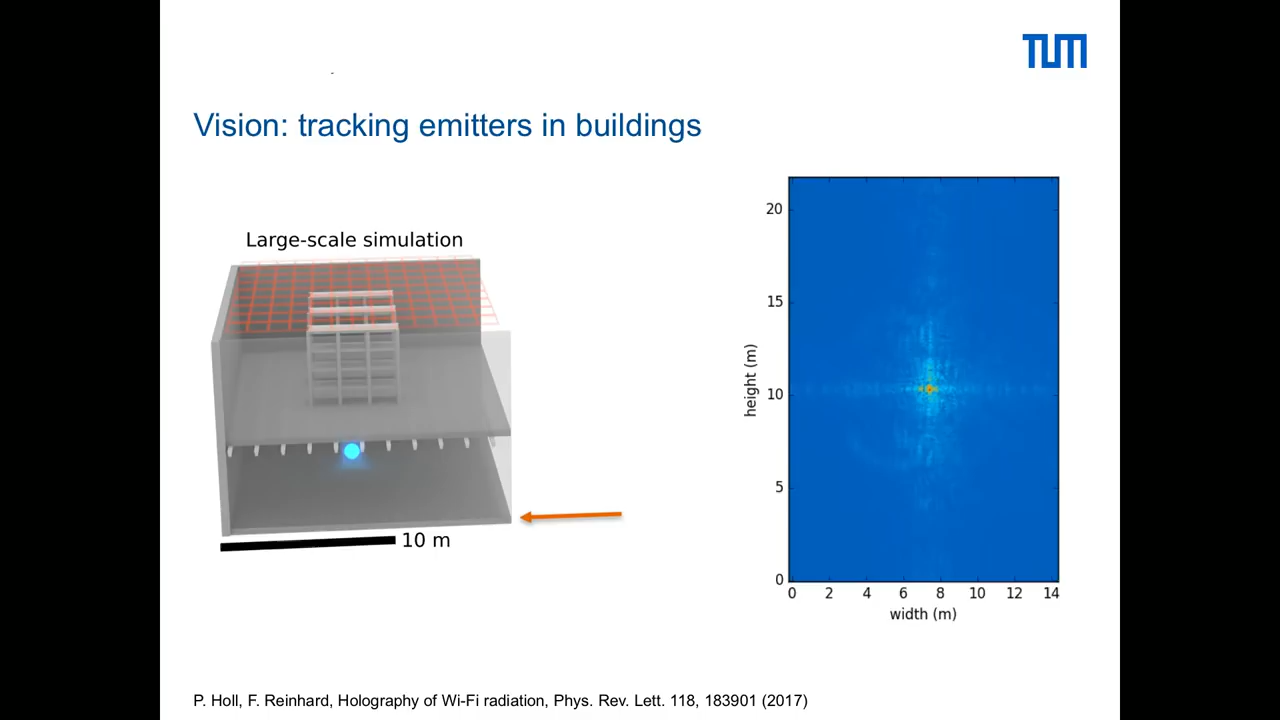 TUM
Vision: tracking emitters in buildings
Large-scale simulation
10 m
20
15
10
5
0
height (m)
0 2 4 6 8 10 12 14
width (m)
P. Holl, F. Reinhard, Holography of Wi-Fi radiation, Phys. Rev. Lett. 118, 183901 (2017)